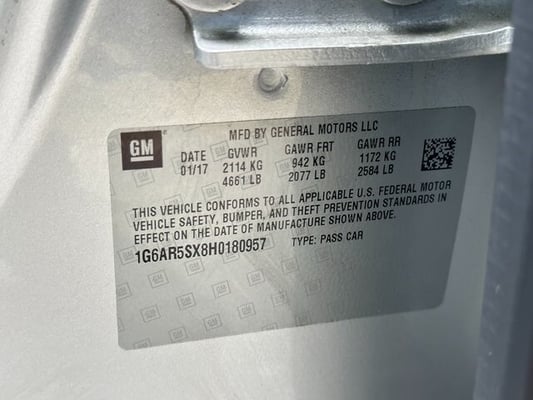 MFD BY GENERAL MOTORS LLC
GM
DATE GVWR GAWR FRT GAWR RR
01/17 2114 KG 942 KG 1172 KG
4661 LB 2077 LB 2584 LB
THIS VEHICLE CONFORMS TO ALL APPLICABLE U.S. FEDERAL MOTOR
VEHICLE SAFETY, BUMPER, AND THEFT PREVENTION STANDARDS IN
EFFECT ON THE DATE OF MANUFACTURE SHOWN ABOVE.
1G6AR5SX8H0180957 TYPE: PASS CAR